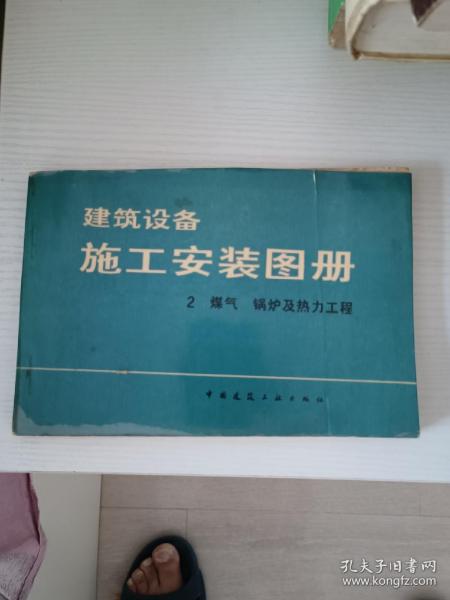 建筑设备
施工安装图册
2 煤气 锅炉及热力工程
中国建筑工业出版社
孔夫子旧书网
www.kongfz.com